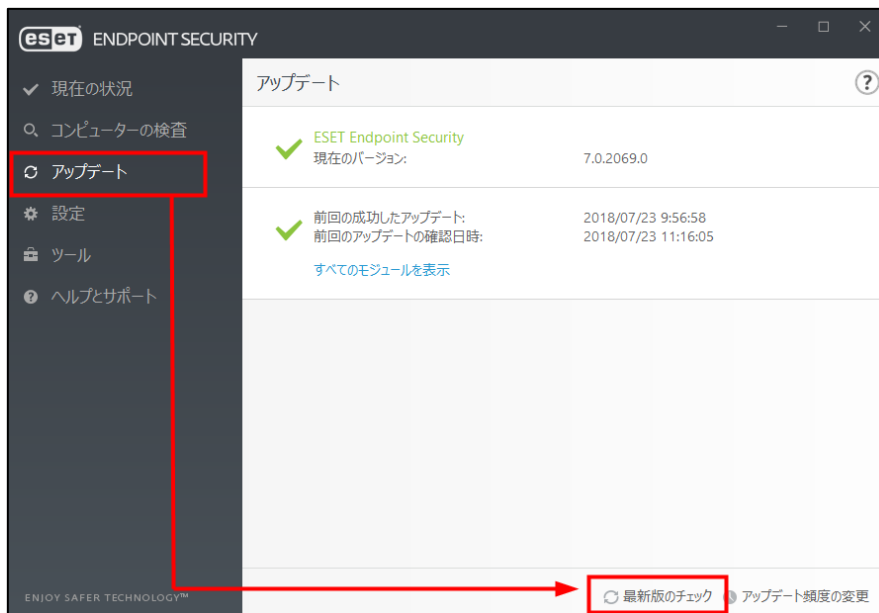 eset ENDPOINT SECURITY
現在の状況
コンピューターの検査
アップデート
設定
ツール
ヘルプとサポート
ENJOY SAFER TECHNOLOGY™
アップデート
?
ESET Endpoint Security
現在のバージョン: 7.0.2069.0
前回の成功したアップデート: 2018/07/23 9:56:58
前回のアップデートの確認日時: 2018/07/23 11:16:05
すべてのモジュールを表示
最新版のチェック
アップデート頻度の変更